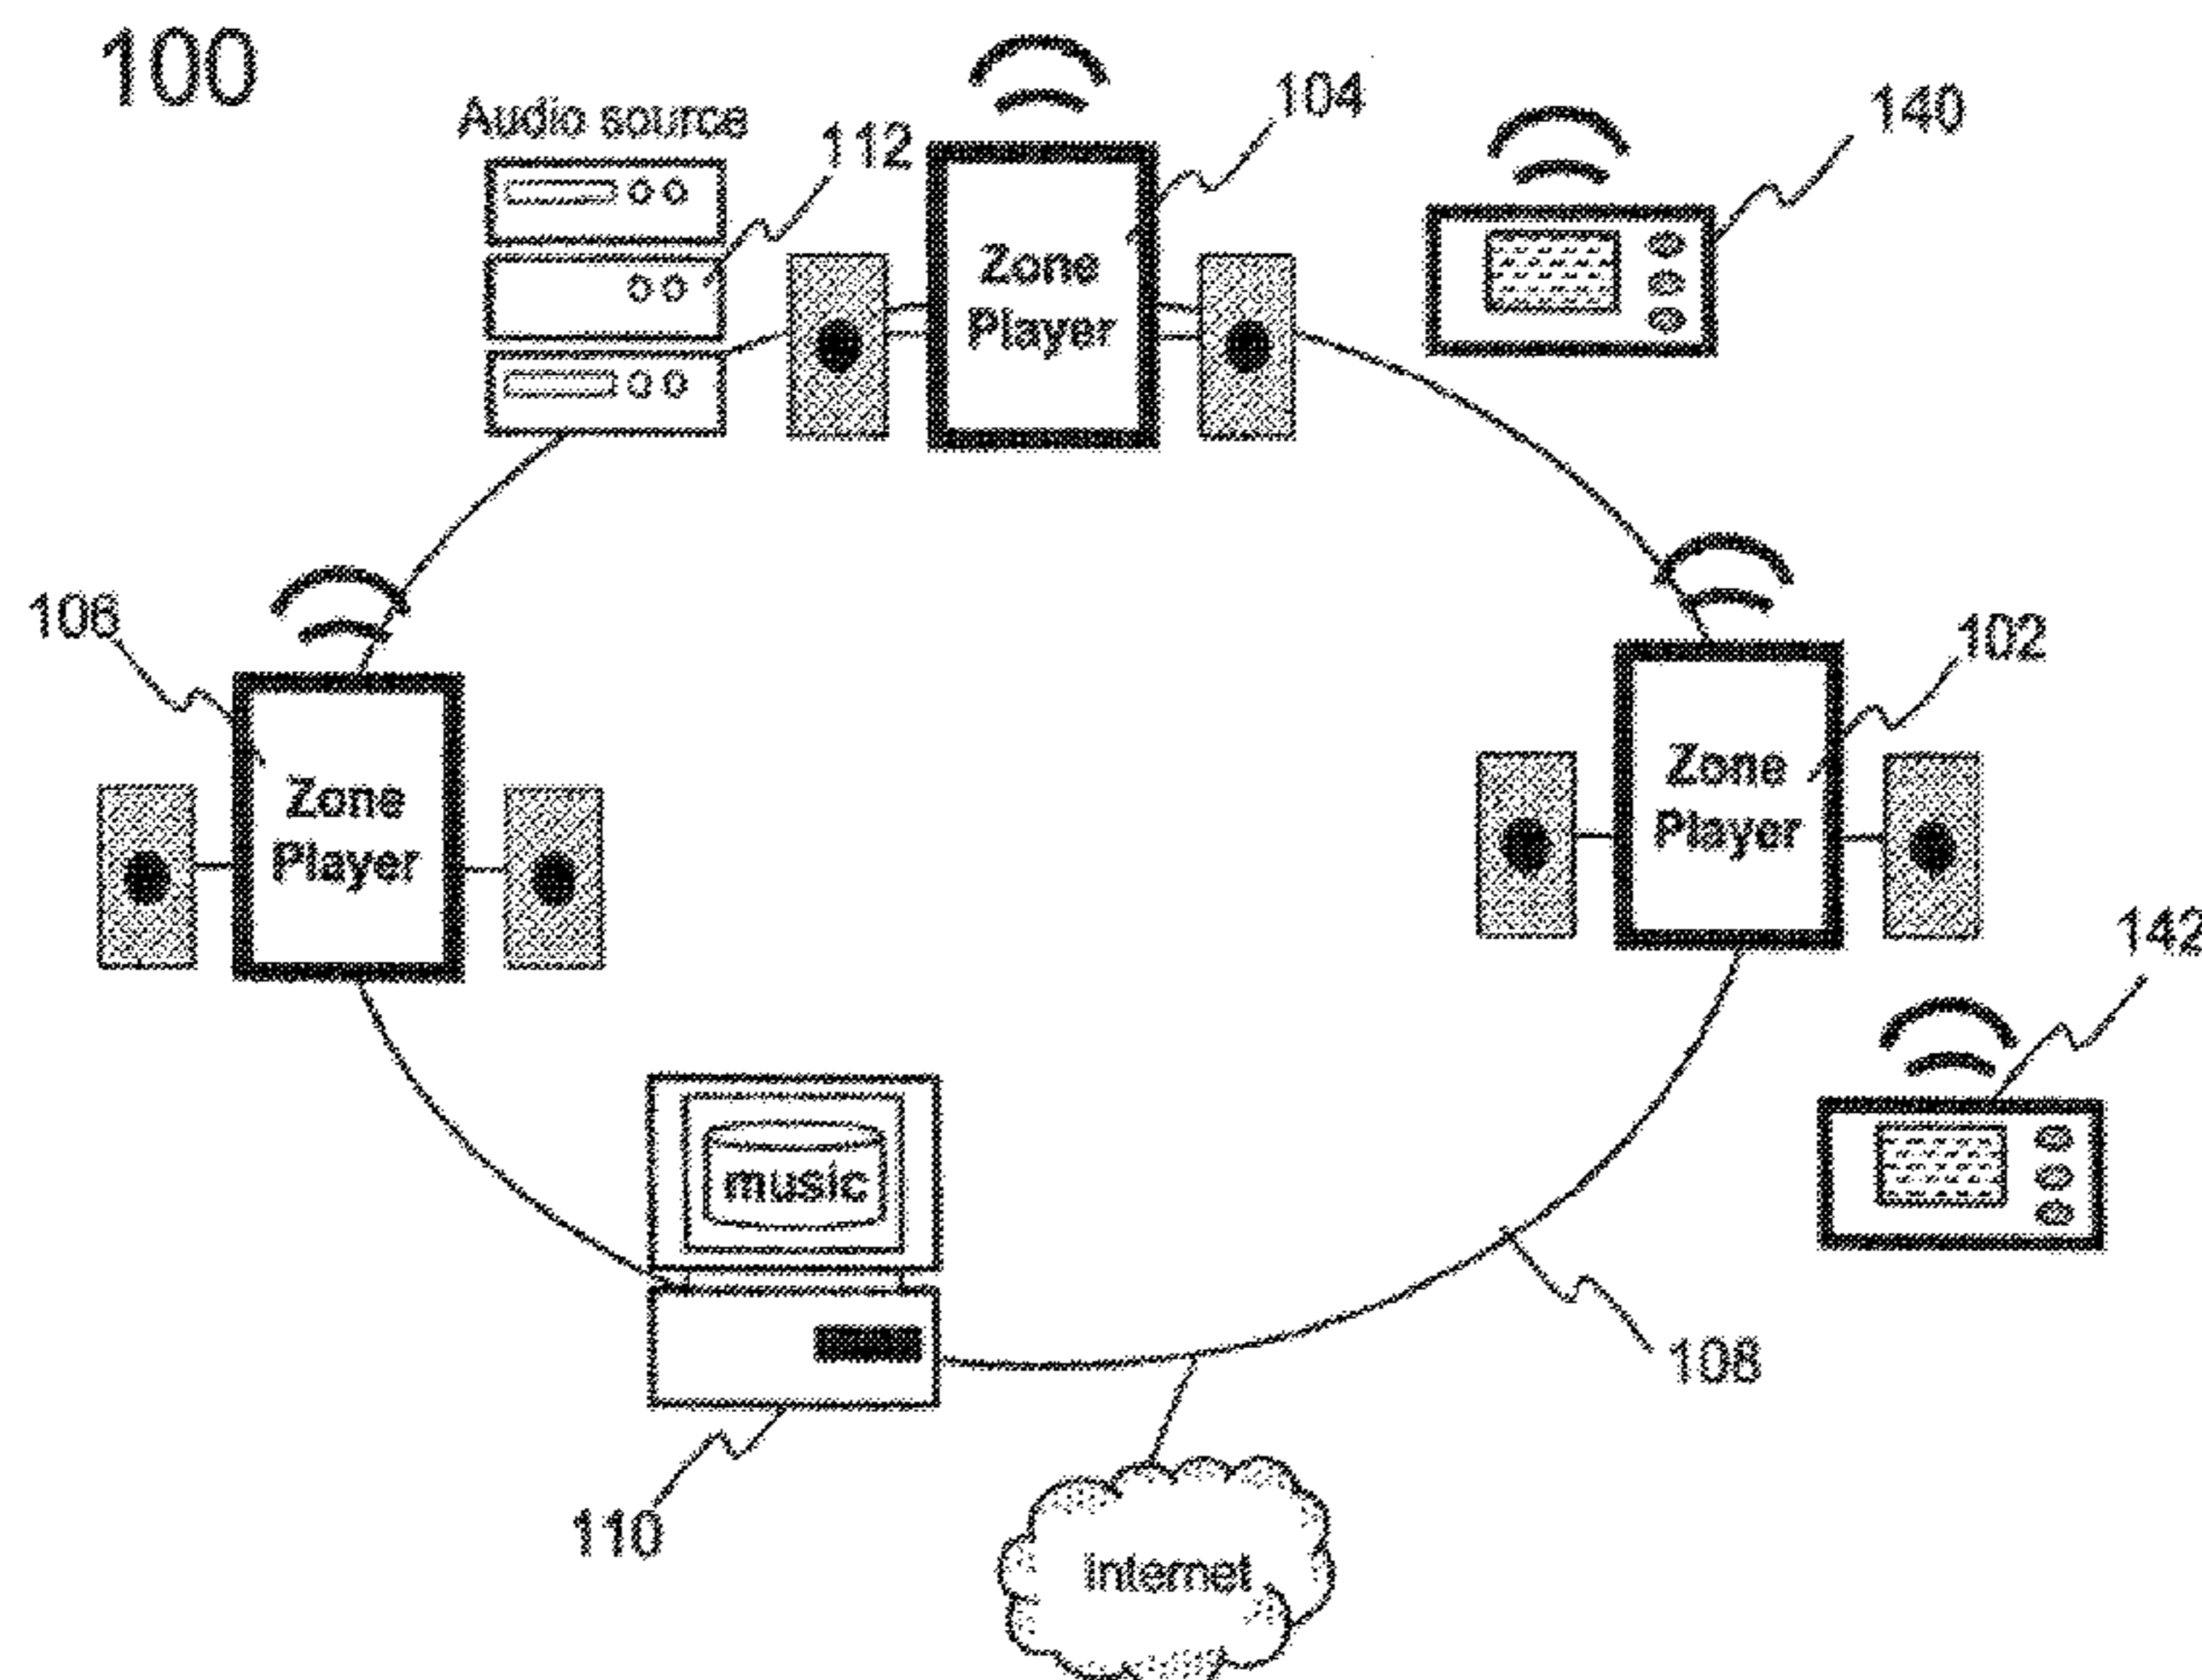 100
Audio source
112
104
140
Zone
Player
106
102
Zone
Player
Zone
Player
142
music
108
110
internet